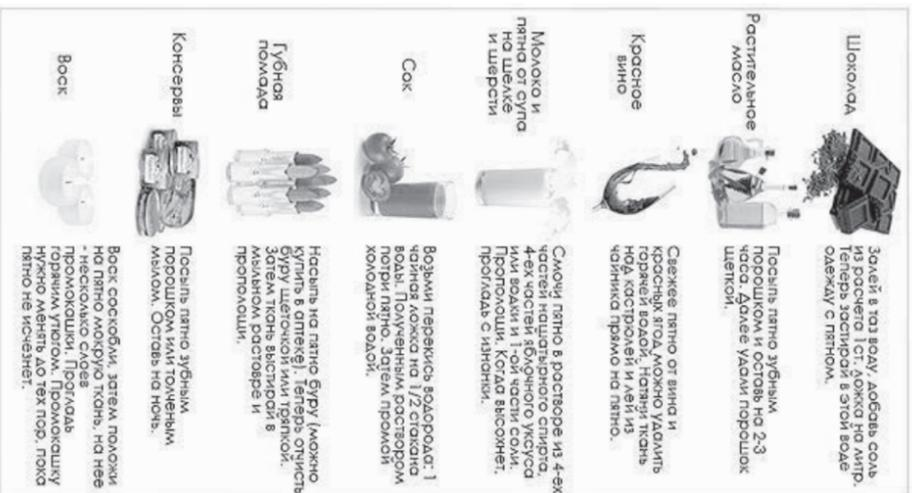 Шоколад
Залей в таз воду, добавь соль
из расчета 1ст. ложка на литр.
Теперь застирай в этой воде
одежду с пятном.
Растительное
масло
Посыпь пятно зубным
порошком и оставь на 2-3
часа. Далее удали порошок
щеткой.
Красное
вино
Свежее пятно от вина и
красных ягод можно удалить
горячей водой. Натяни ткань
над кастрюлей и лей из
чайника прямо на пятно.
Молоко и
пятна от супа
на шелке
и шерсти
Смочи пятно в растворе из 4-ех
частей нашатырного спирта,
4-ех частей яблочного уксуса
или водки и 1-ой части соли.
Прополощи. Когда высохнет,
прогладь с изнанки.
Сок
Возьми перекись водорода: 1
чайная ложка на 1/2 стакана
воды. Полученным раствором
потри пятно. Затем промой
холодной водой.
Губная
помада
Насыпь на пятно буру (можно
купить в аптеке). Теперь отчисть
буру щеточкой или тряпкой.
Затем ткань выстирай в
мыльном растворе и
прополощи.
Консервы
Посыпь пятно зубным
порошком или толченым
мылом. Оставь на ночь.
Воск
Воск соскобли, затем положи
на пятно мокрую ткань, на нее
- несколько слоев
промокашки. Прогладь
горячим утюгом. Промокашку
нужно менять до тех пор, пока
пятно не исчезнет.